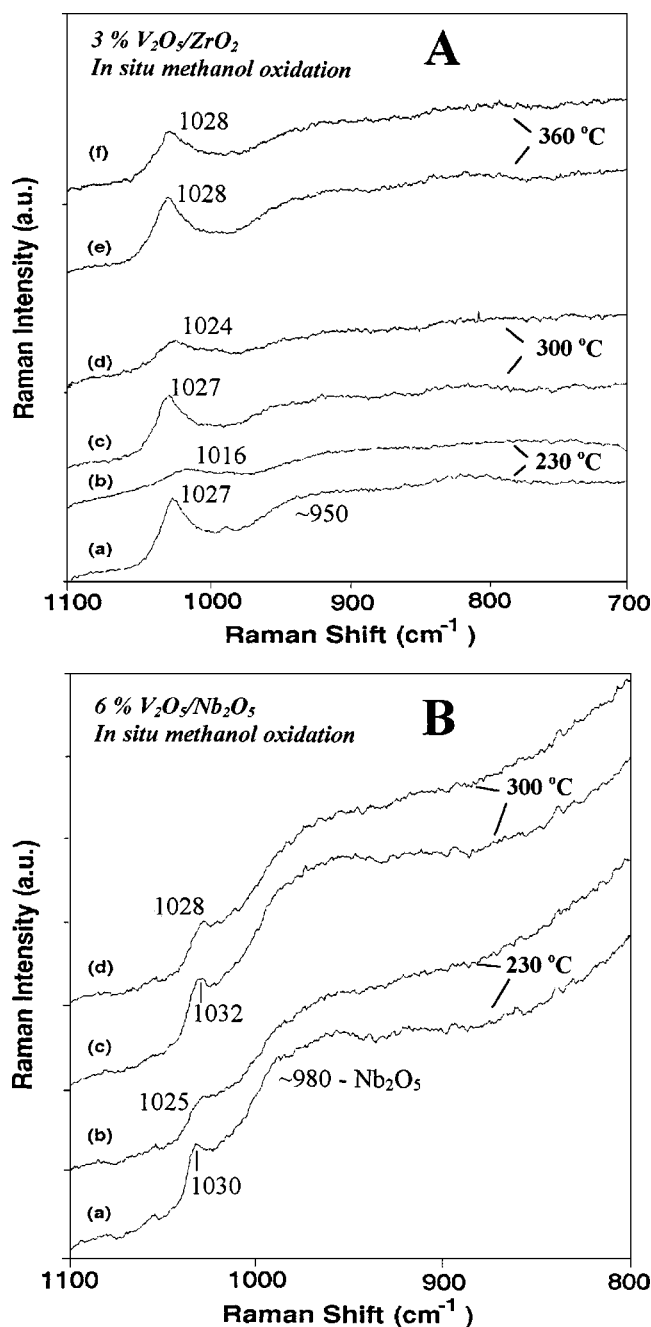 3 % V₂O₅/ZrO₂
In situ methanol oxidation
A
(f)
1028
360 °C
(e)
1028
(d)
1024
300 °C
(c)
1027
(b)
1016
230 °C
(a)
1027
~950
Raman Intensity (a.u.)
1100 1000 900 800 700
Raman Shift (cm⁻¹)
6 % V₂O₅/Nb₂O₅
In situ methanol oxidation
B
300 °C
1028
(d)
1032
(c)
230 °C
~980 - Nb₂O₅
1025
(b)
1030
(a)
Raman Intensity (a.u.)
1100 1000 900 800
Raman Shift (cm⁻¹)